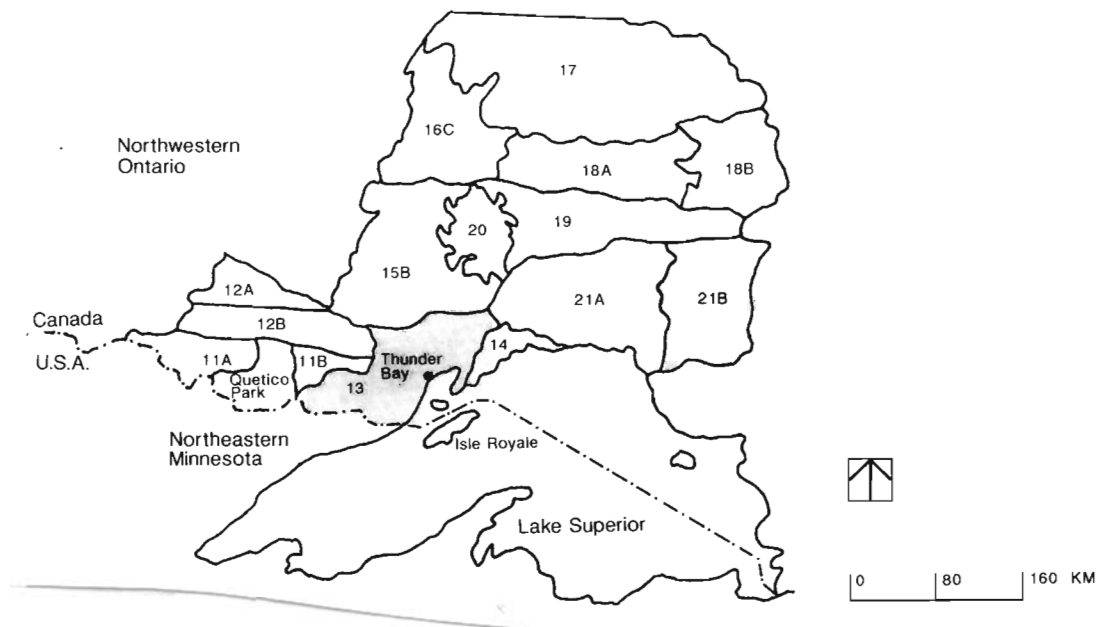 17
16C
Northwestern
Ontario
18A
18B
20
19
15B
12A
21A
21B
Canada
12B
U.S.A.
14
11A
11B
Thunder
Bay
Quetico
Park
13
Northeastern
Minnesota
Isle Royale
Lake Superior
0 80 160 KM